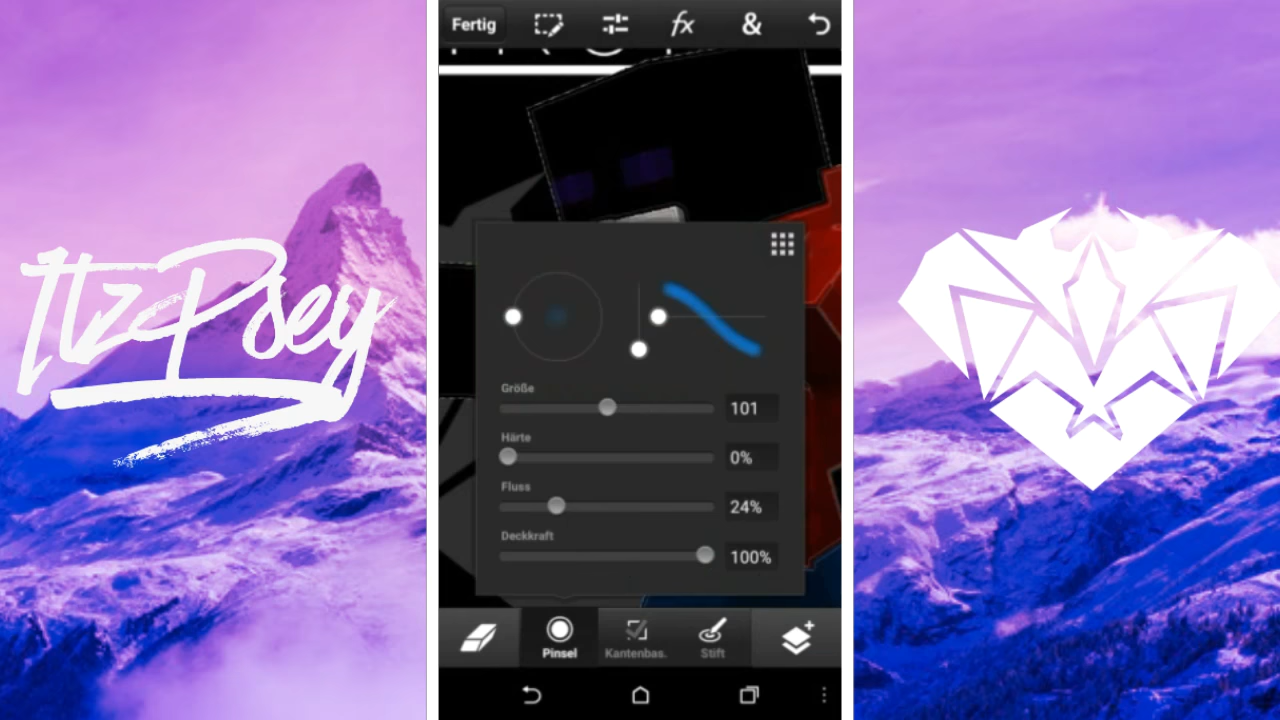 ItzPsey
Fertig
fx
&
Größe
101
Härte
0%
Fluss
24%
Deckkraft
100%
Pinsel
Kantenbas.
Stift